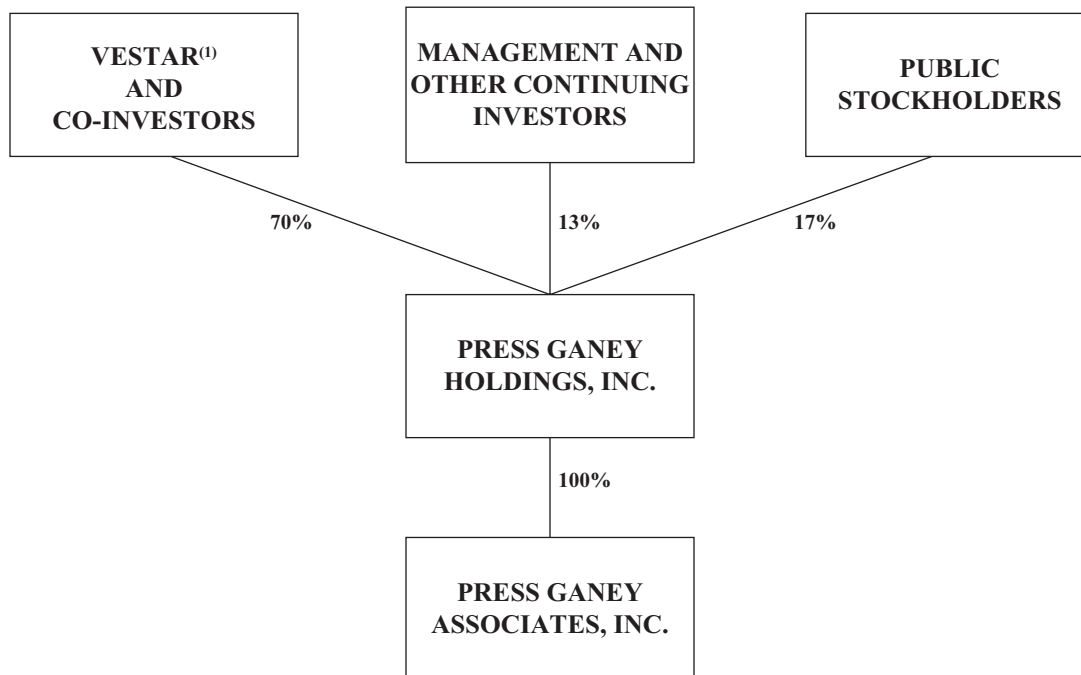 VESTAR(1)
AND
CO-INVESTORS
MANAGEMENT AND
OTHER CONTINUING
INVESTORS
PUBLIC
STOCKHOLDERS
70%
13%
17%
PRESS GANEY
HOLDINGS, INC.
100%
PRESS GANEY
ASSOCIATES, INC.